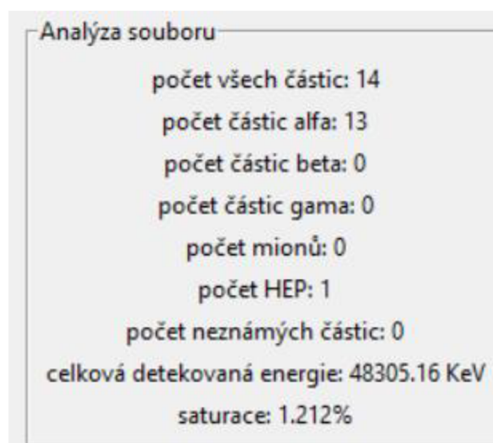 Analýza souboru
počet všech částic: 14
počet částic alfa: 13
počet částic beta: 0
počet částic gama: 0
počet mionů: 0
počet HEP: 1
počet neznámých částic: 0
celková detekovaná energie: 48305.16 KeV
saturace: 1.212%